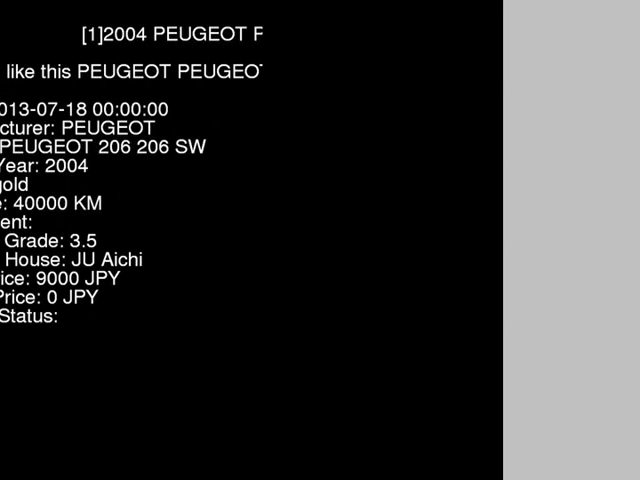 [1]2004 PEUGEOT
like this PEUGEOT PEUGEOT
013-07-18 00:00:00
cturer: PEUGEOT
PEUGEOT 206 206 SW
Year: 2004
gold
e: 40000 KM
ent:
Grade: 3.5
House: JU Aichi
ice: 9000 JPY
Price: 0 JPY
Status: